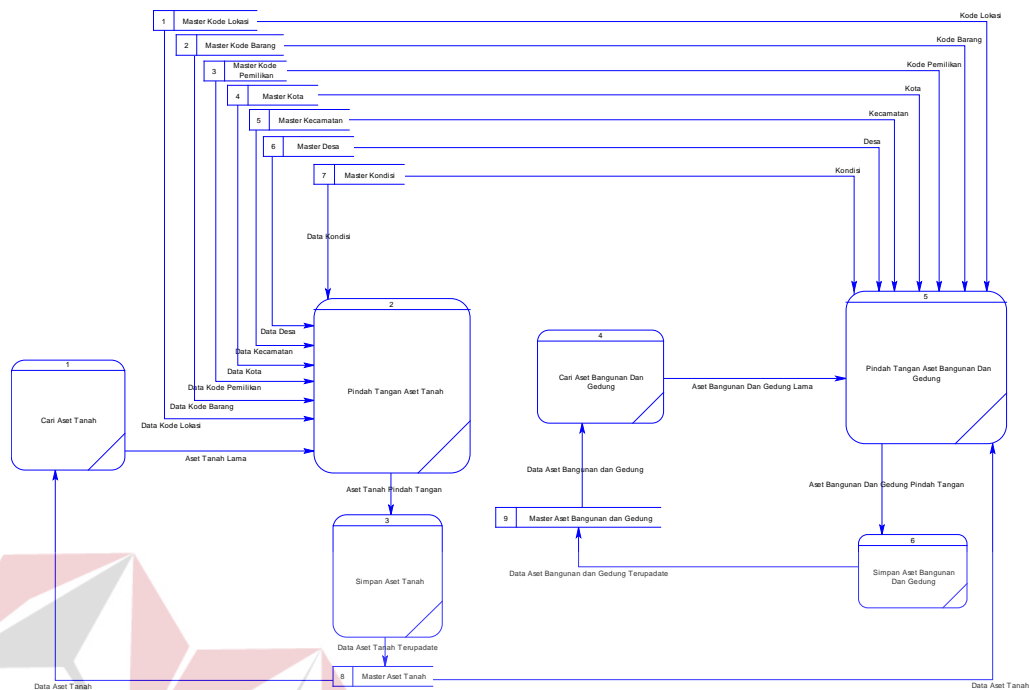 Kode Lokasi
1 Master Kode Lokasi
Kode Barang
2 Master Kode Barang
Kode Pemilikan
3 Master Kode
Pemilikan
Kota
4 Master Kota
Kecamatan
5 Master Kecamatan
Desa
6 Master Desa
Kondisi
7 Master Kondisi
Data Kondisi
5
2
Data Desa
4
Data Kecamatan
1
Pindah Tangan Aset Bangunan Dan
Gedung
Data Kota
Cari Aset Bangunan Dan
Gedung
Aset Bangunan Dan Gedung Lama
Data Kode Pemilikan
Pindah Tangan Aset Tanah
Data Kode Barang
Cari Aset Tanah
Data Kode Lokasi
Aset Tanah Lama
Data Aset Bangunan dan Gedung
Aset Bangunan Dan Gedung Pindah Tangan
Aset Tanah Pindah Tangan
3
9 Master Aset Bangunan dan Gedung
6
Data Aset Bangunan dan Gedung Terupadate
Simpan Aset Bangunan
Dan Gedung
Simpan Aset Tanah
Data Aset Tanah Terupadate
8 Master Aset Tanah
Data Aset Tanah
Data Aset Tanah